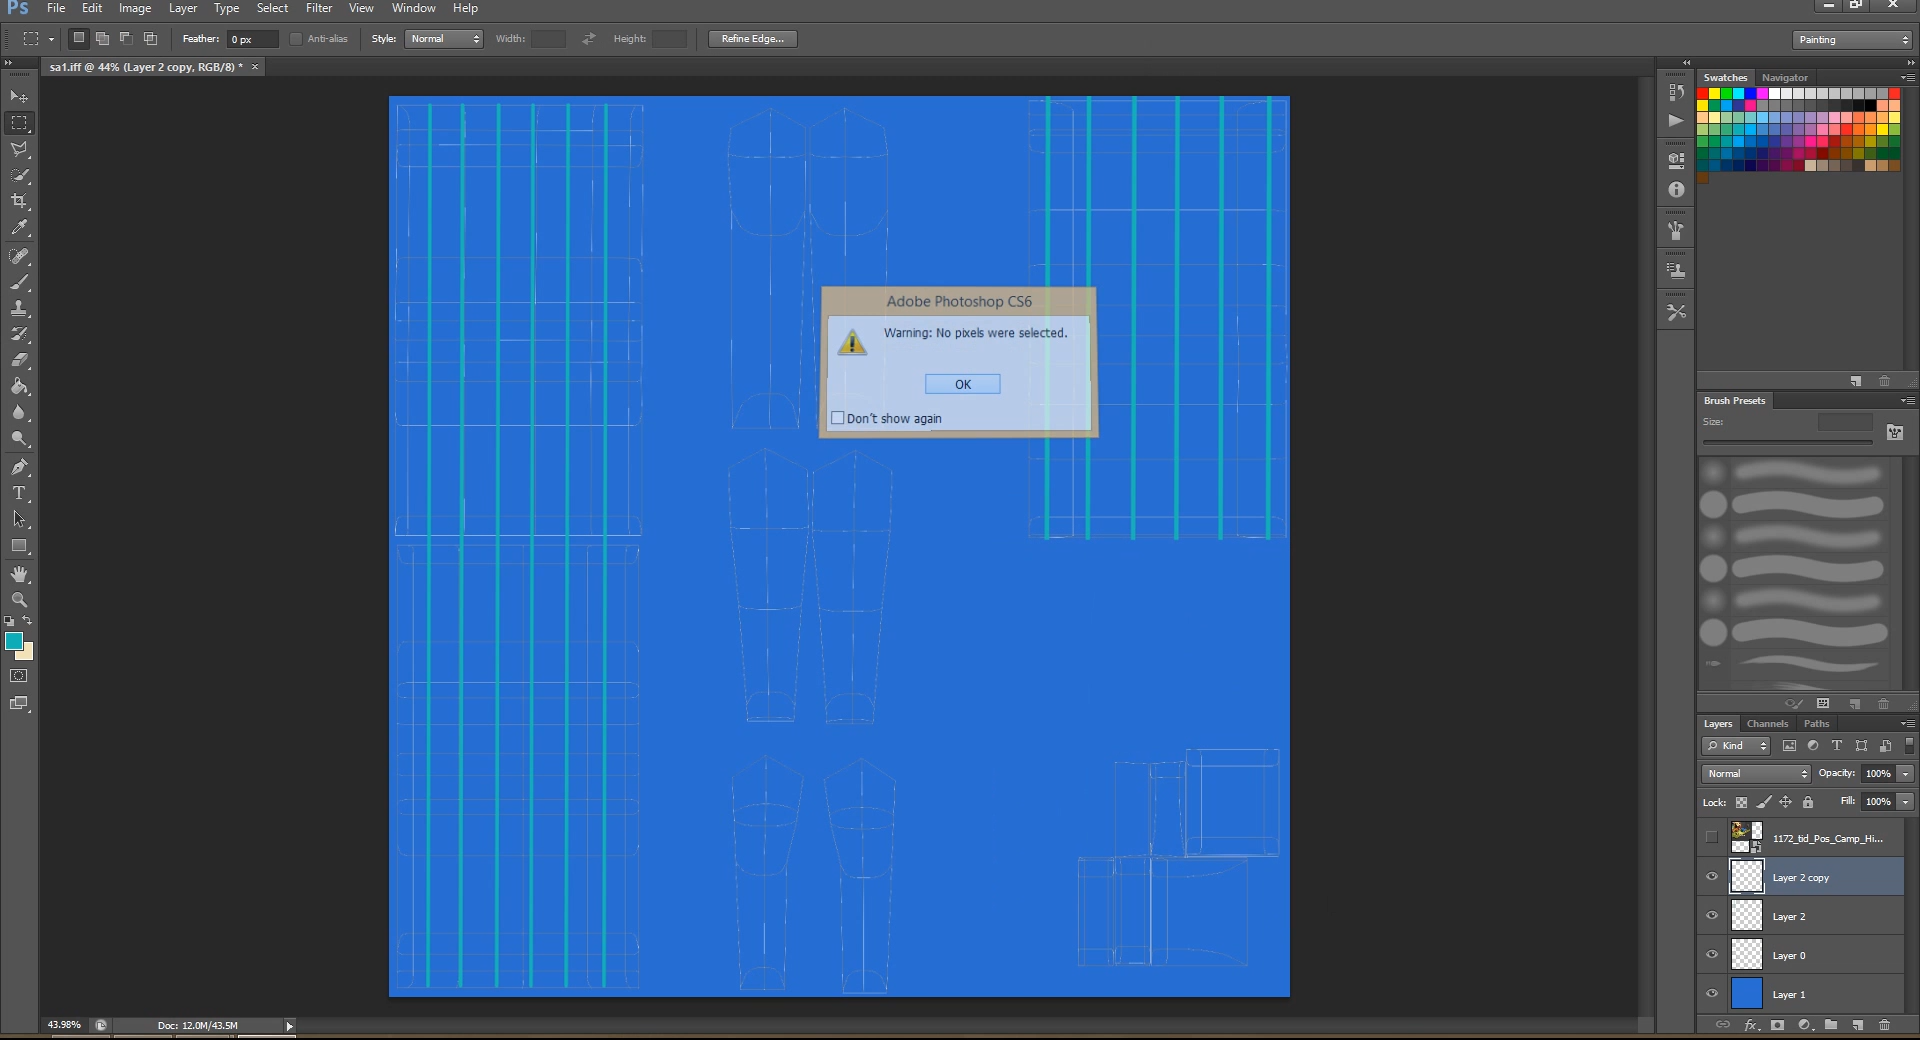 Ps File Edit Image Layer Type Select Filter View Window Help
Feather: 0 px Anti-alias Style: Normal Width: Height: Refine Edge... Painting
sa1.iff @ 44% (Layer 2 copy, RGB/8) * ×
Swatches Navigator
Adobe Photoshop CS6
Warning: No pixels were selected.
OK
Don't show again
Brush Presets
Size:
T
Layers Channels Paths
Kind T
Normal Opacity: 100%
Lock: Fill: 100%
1172_tid_Pos_Camp_Hi...
Layer 2 copy
Layer 2
Layer 0
Layer 1
43.98% Doc: 12.0M/43.5M
fx